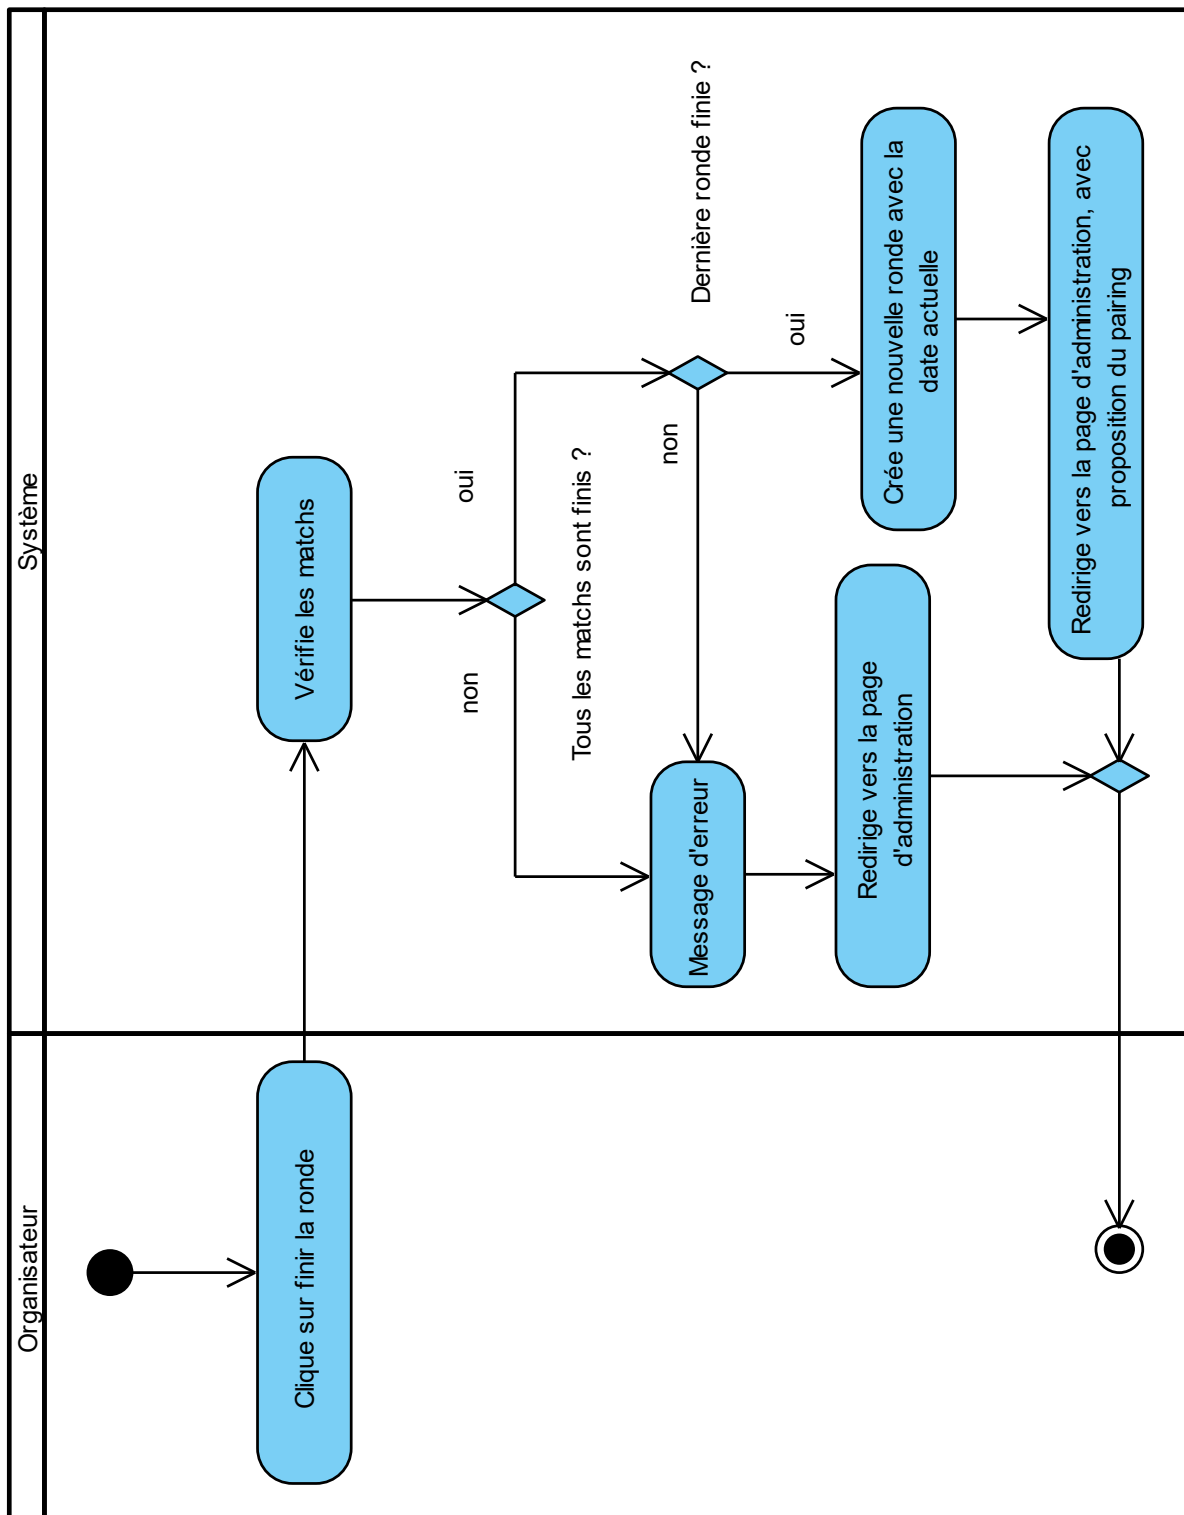 Organisateur
Système
Clique sur finir la ronde
Vérifie les matchs
non
oui
Tous les matchs sont finis ?
Dernière ronde finie ?
non
oui
Message d'erreur
Redirige vers la page
d'administration
Crée une nouvelle ronde avec la
date actuelle
Redirige vers la page d'administration, avec
proposition du pairing